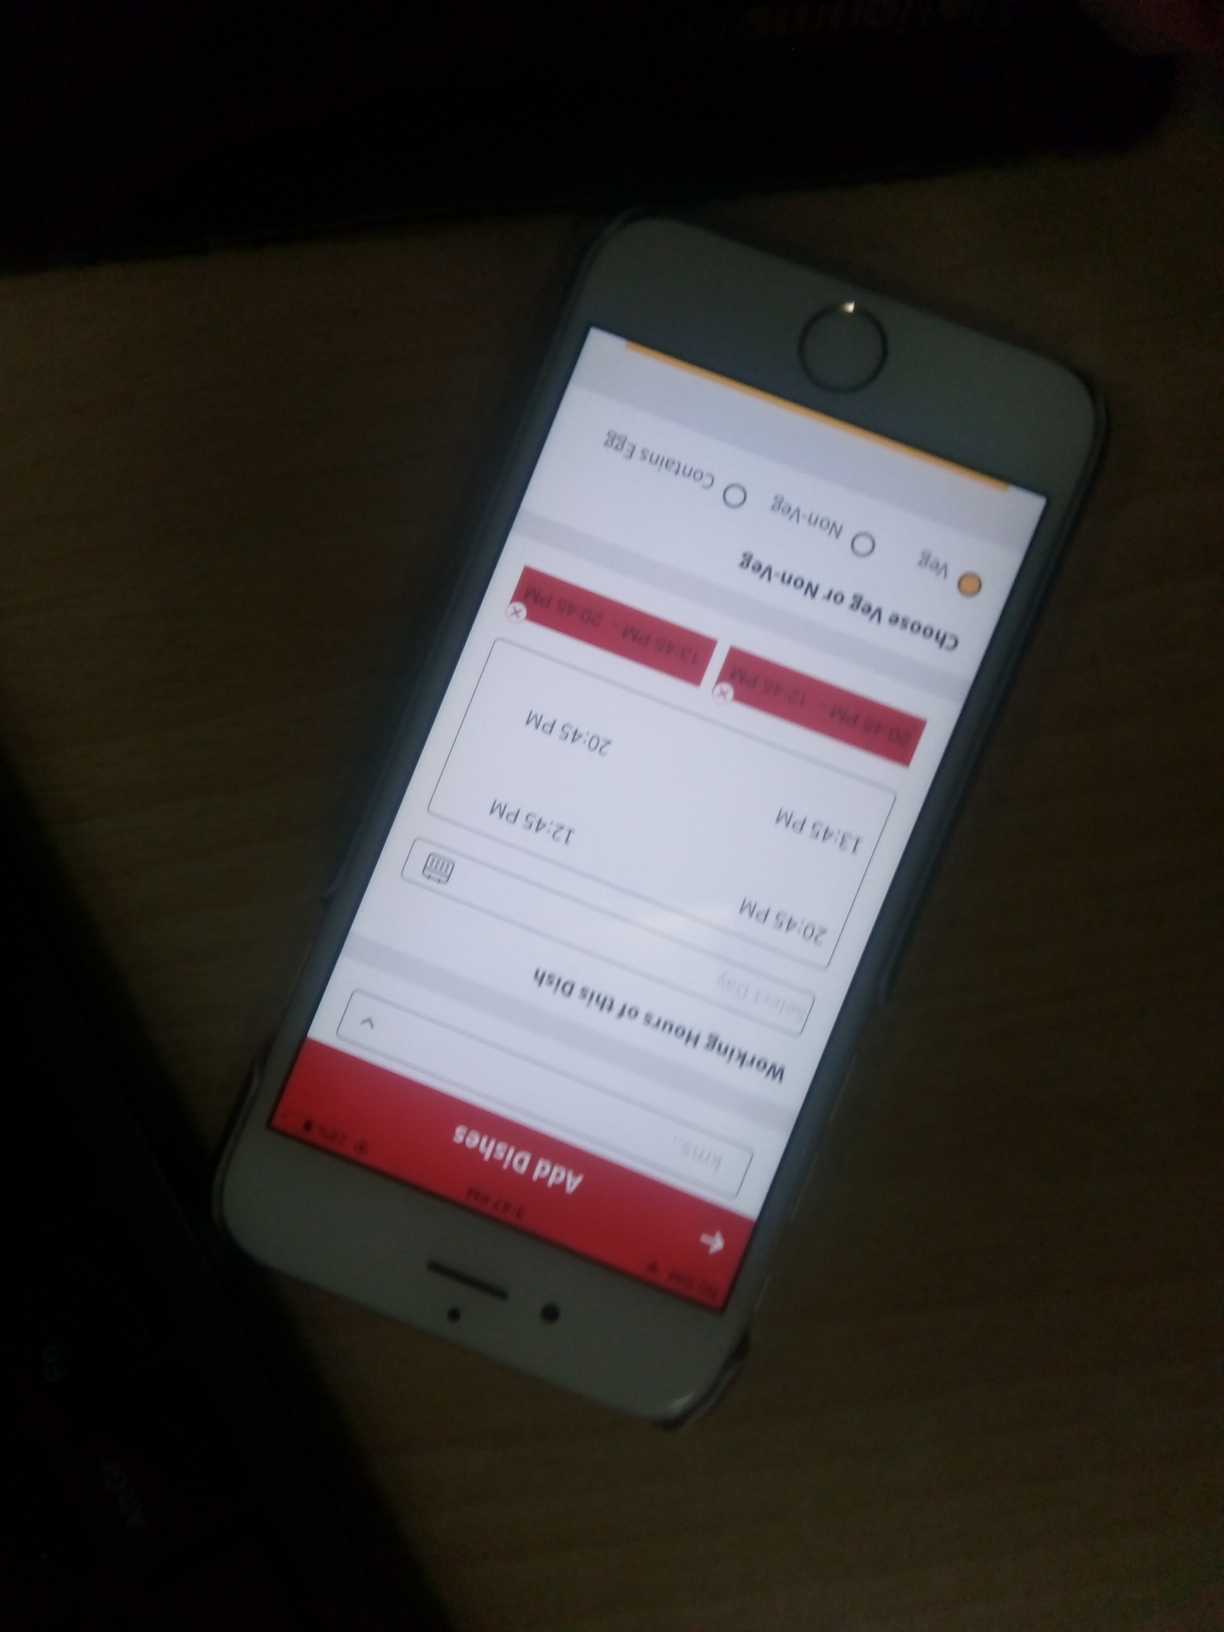 Add Dishes
kms.
Working Hours of this Dish
Select Day
20:45 PM 12:45 PM
13:45 PM 20:45 PM
20:45 PM - 12:45 PM 13:45 PM - 20:45 PM
Choose Veg or Non-Veg
Veg Non-Veg Contains Egg